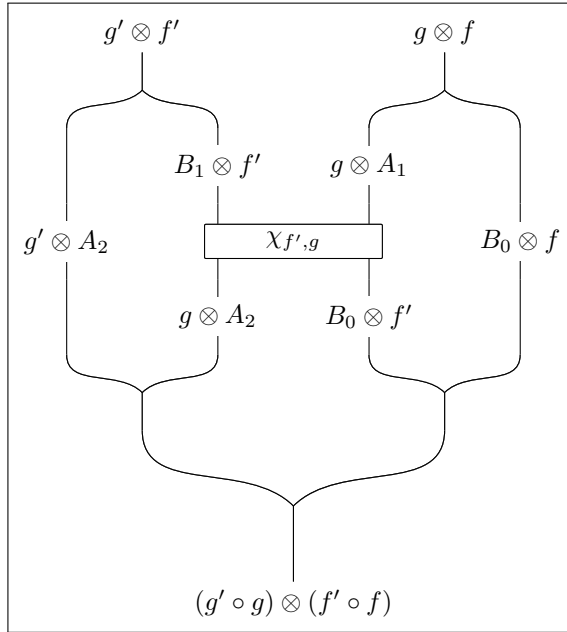 g′ ⊗ f′ g ⊗ f
B₁ ⊗ f′ g ⊗ A₁
g′ ⊗ A₂ χ_{f′,g} B₀ ⊗ f
g ⊗ A₂ B₀ ⊗ f′
(g′ ∘ g) ⊗ (f′ ∘ f)